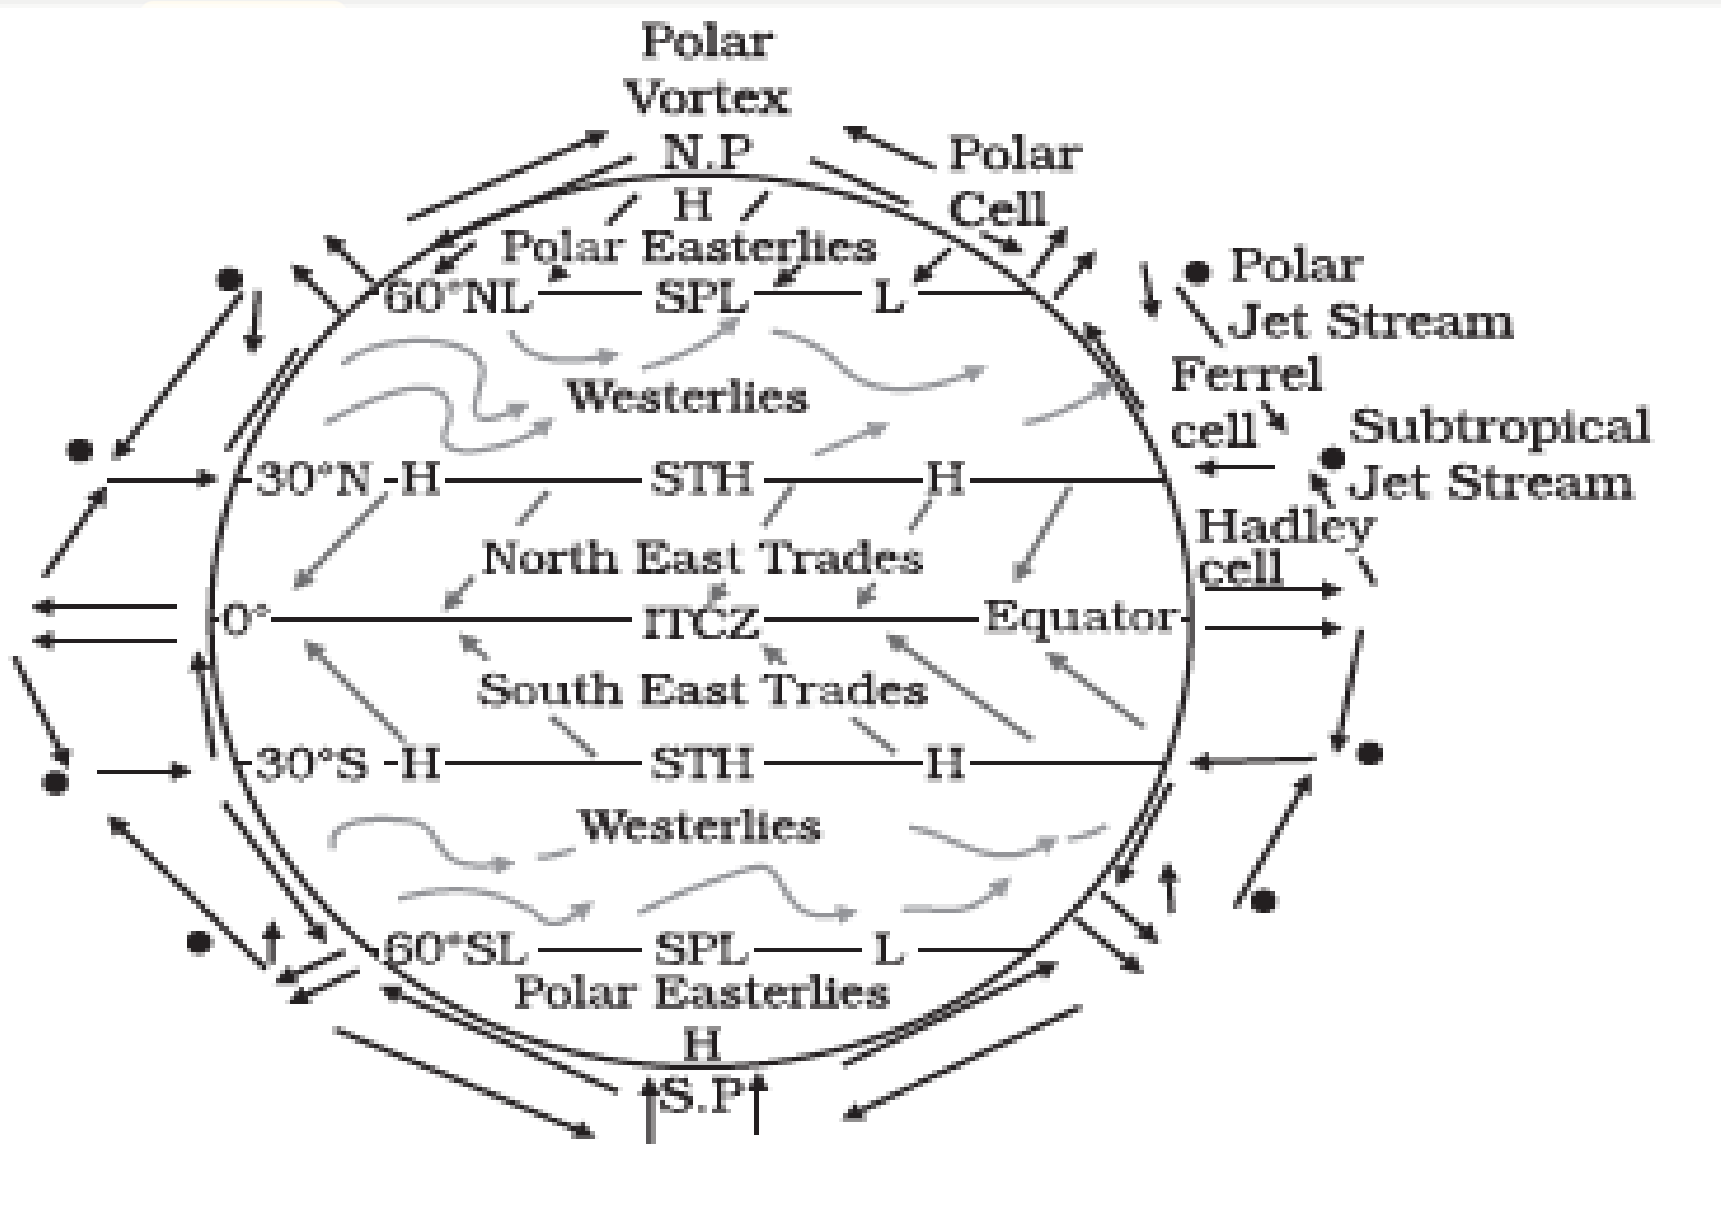 Polar
Vortex
N.P
Polar
Cell
H
Polar Easterlies
60°NL SPL L
Polar
Jet Stream
Westerlies
Ferrel
cell
Subtropical
Jet Stream
30°N -H STH H
Hadley
cell
North East Trades
0° ITCZ Equator
South East Trades
30°S -H STH H
Westerlies
60°SL SPL L
Polar Easterlies
H
S.P